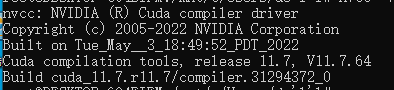 nvcc: NVIDIA (R) Cuda compiler driver
Copyright (c) 2005-2022 NVIDIA Corporation
Built on Tue_May__3_18:49:52_PDT_2022
Cuda compilation tools, release 11.7, V11.7.64
Build cuda_11.7.r11.7/compiler.31294372_0